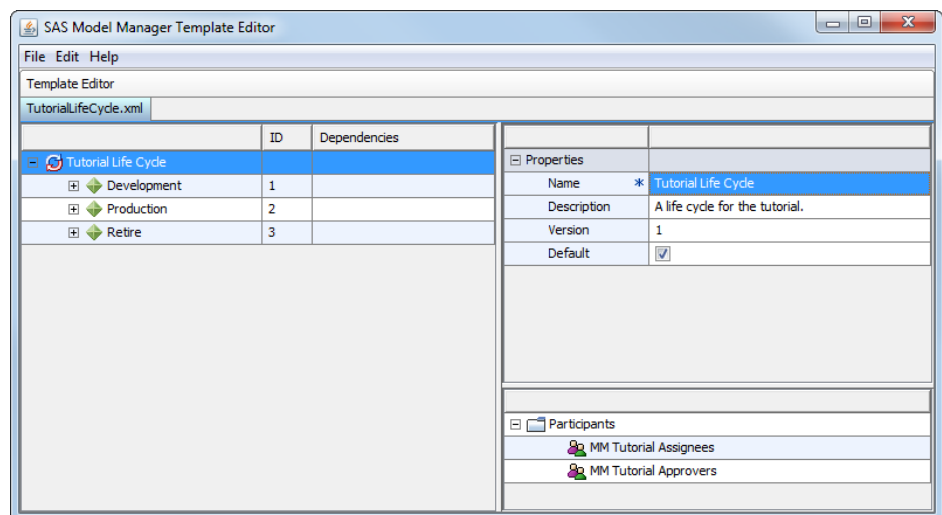 SAS Model Manager Template Editor
File Edit Help
Template Editor
TutorialLifeCycle.xml
ID Dependencies
Tutorial Life Cycle
Development 1
Production 2
Retire 3
Properties
Name * Tutorial Life Cycle
Description A life cycle for the tutorial.
Version 1
Default
Participants
MM Tutorial Assignees
MM Tutorial Approvers